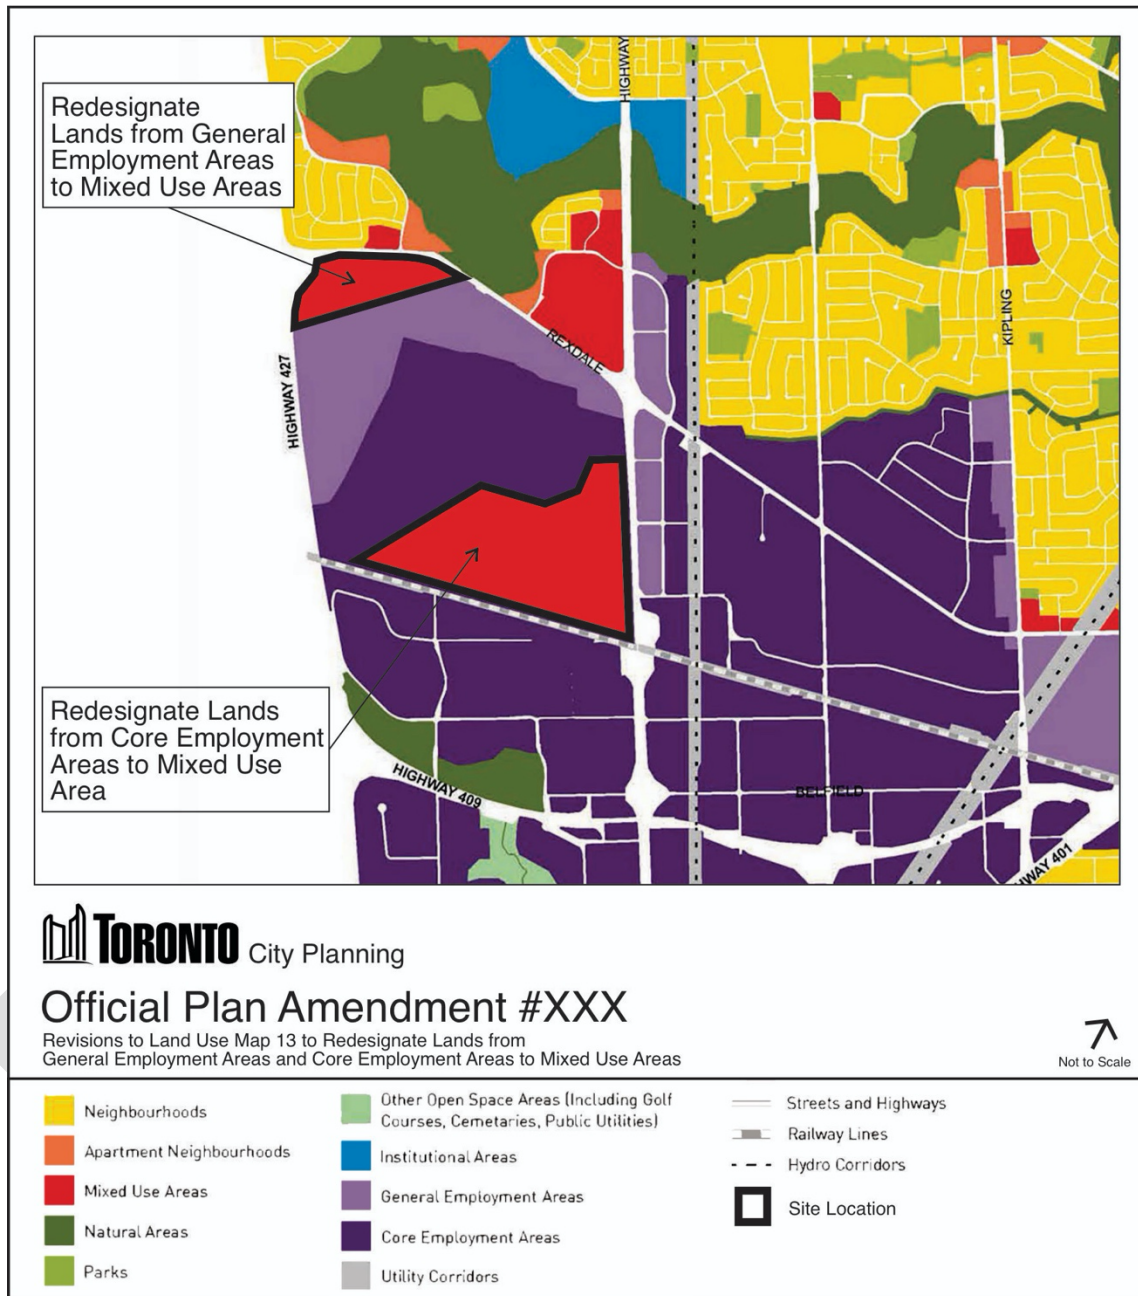 Redesignate
Lands from General
Employment Areas
to Mixed Use Areas
HIGHWAY
HIGHWAY 427
REXDALE
KIPLING
Redesignate Lands
from Core Employment
Areas to Mixed Use
Area
HIGHWAY 409
BELFIELD
HWAY 401
TORONTO City Planning
Official Plan Amendment #XXX
Revisions to Land Use Map 13 to Redesignate Lands from
General Employment Areas and Core Employment Areas to Mixed Use Areas
Not to Scale
Neighbourhoods
Apartment Neighbourhoods
Mixed Use Areas
Natural Areas
Parks
Other Open Space Areas (Including Golf
Courses, Cemetaries, Public Utilities)
Institutional Areas
General Employment Areas
Core Employment Areas
Utility Corridors
Streets and Highways
Railway Lines
Hydro Corridors
Site Location